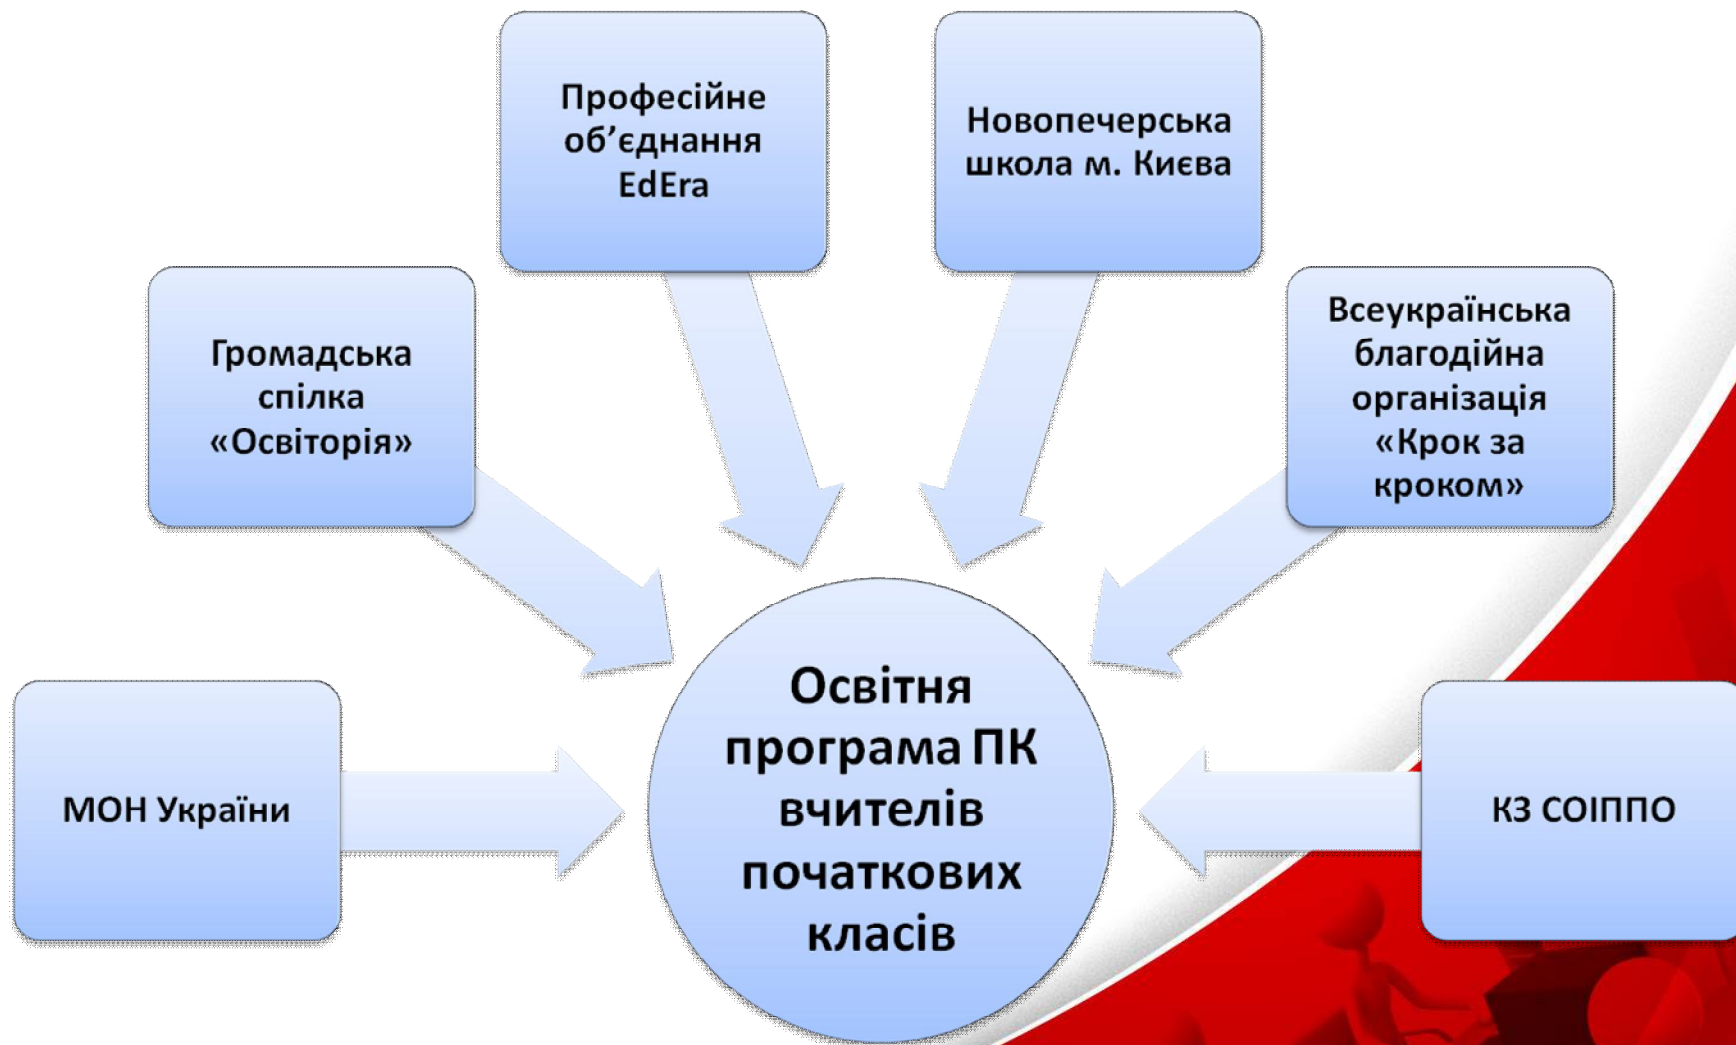 Професійне
об’єднання
EdEra
Новопечерська
школа м. Києва
Громадська
спілка
«Освіторія»
Всеукраїнська
благодійна
організація
«Крок за
кроком»
МОН України
Освітня
програма ПК
вчителів
початкових
класів
КЗ СОІППО